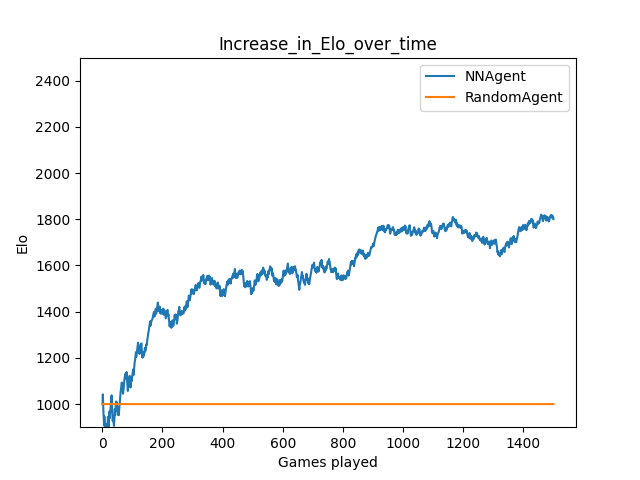 Increase_in_Elo_over_time
NNAgent
RandomAgent
2400
2200
2000
1800
1600
1400
1200
1000
Elo
0 200 400 600 800 1000 1200 1400
Games played